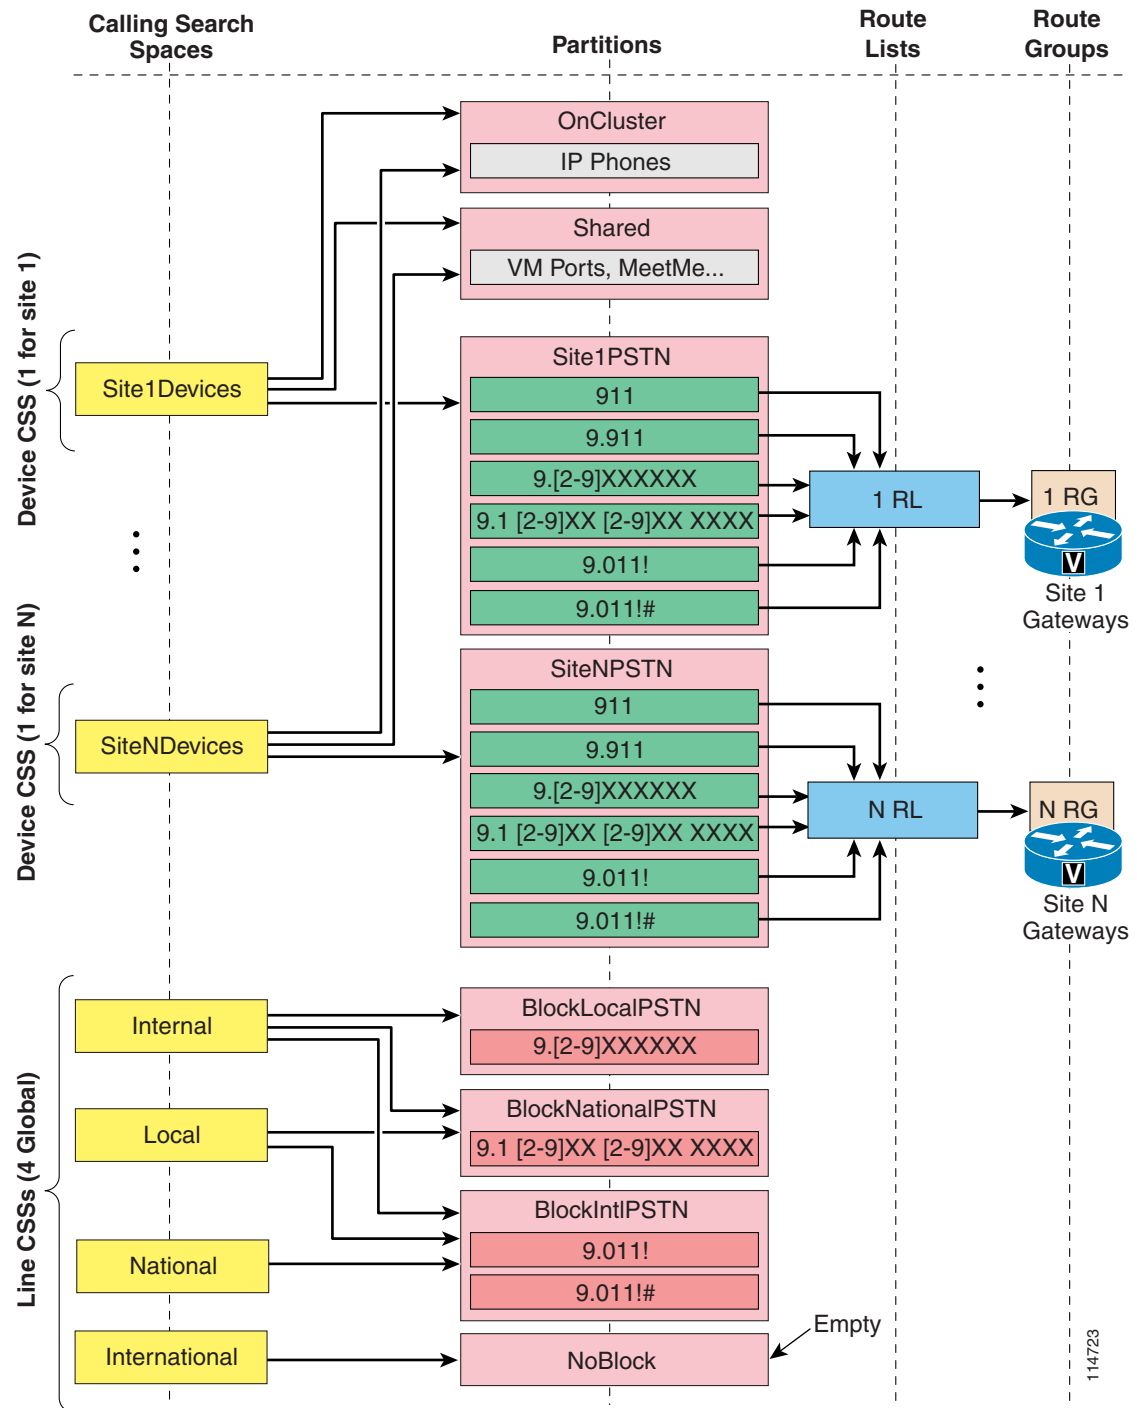 Calling Search
Spaces
Partitions
Route
Lists
Route
Groups
OnCluster
IP Phones
Shared
VM Ports, MeetMe...
Device CSS (1 for site 1)
Site1Devices
Site1PSTN
911
9.911
9.[2-9]XXXXXX
9.1 [2-9]XX [2-9]XX XXXX
9.011!
9.011!#
1 RL
1 RG
V
Site 1
Gateways
Device CSS (1 for site N)
SiteNDevices
SiteNPSTN
911
9.911
9.[2-9]XXXXXX
9.1 [2-9]XX [2-9]XX XXXX
9.011!
9.011!#
N RL
N RG
V
Site N
Gateways
Line CSSs (4 Global)
Internal
Local
National
International
BlockLocalPSTN
9.[2-9]XXXXXX
BlockNationalPSTN
9.1 [2-9]XX [2-9]XX XXXX
BlockIntlPSTN
9.011!
9.011!#
NoBlock
Empty
114723